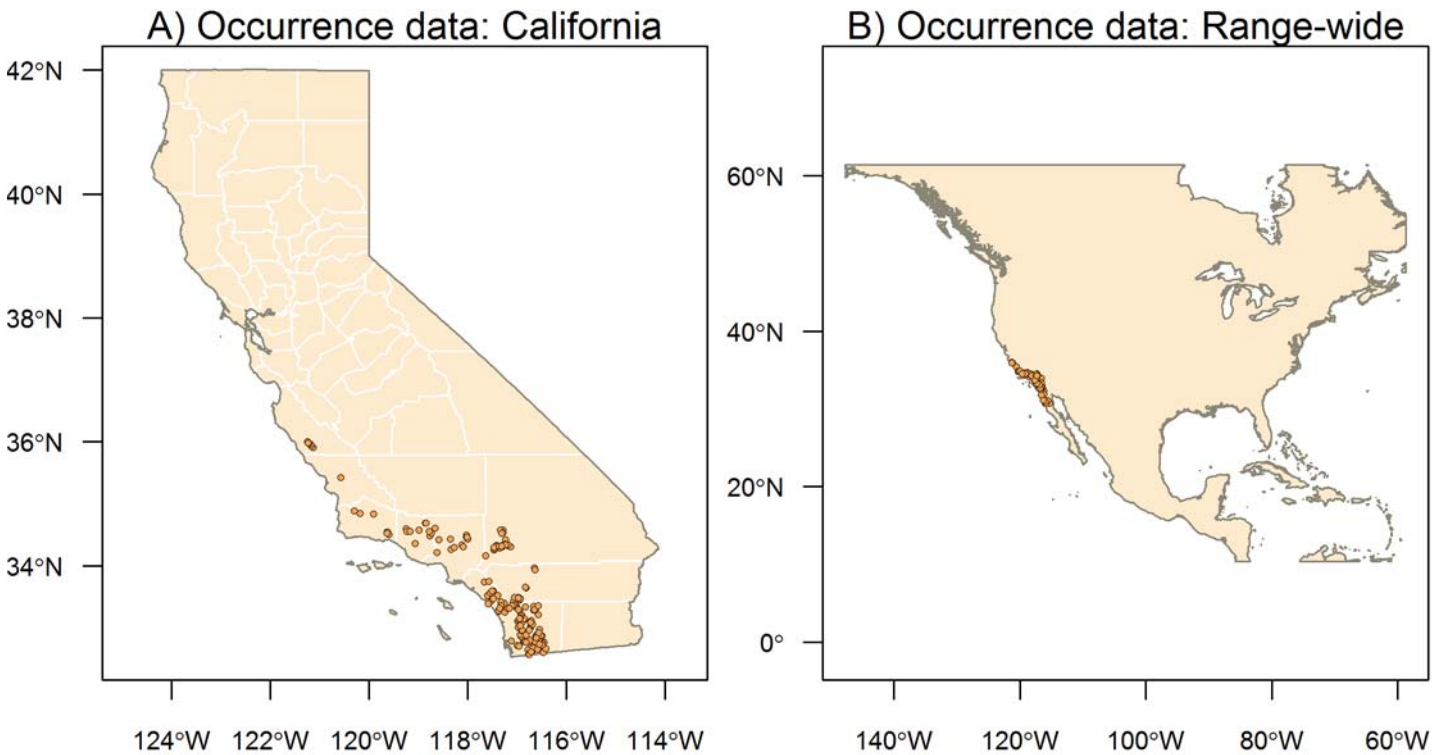 A) Occurrence data: California
42°N
40°N
38°N
36°N
34°N
124°W 122°W 120°W 118°W 116°W 114°W
B) Occurrence data: Range-wide
60°N
40°N
20°N
0°
140°W 120°W 100°W 80°W 60°W